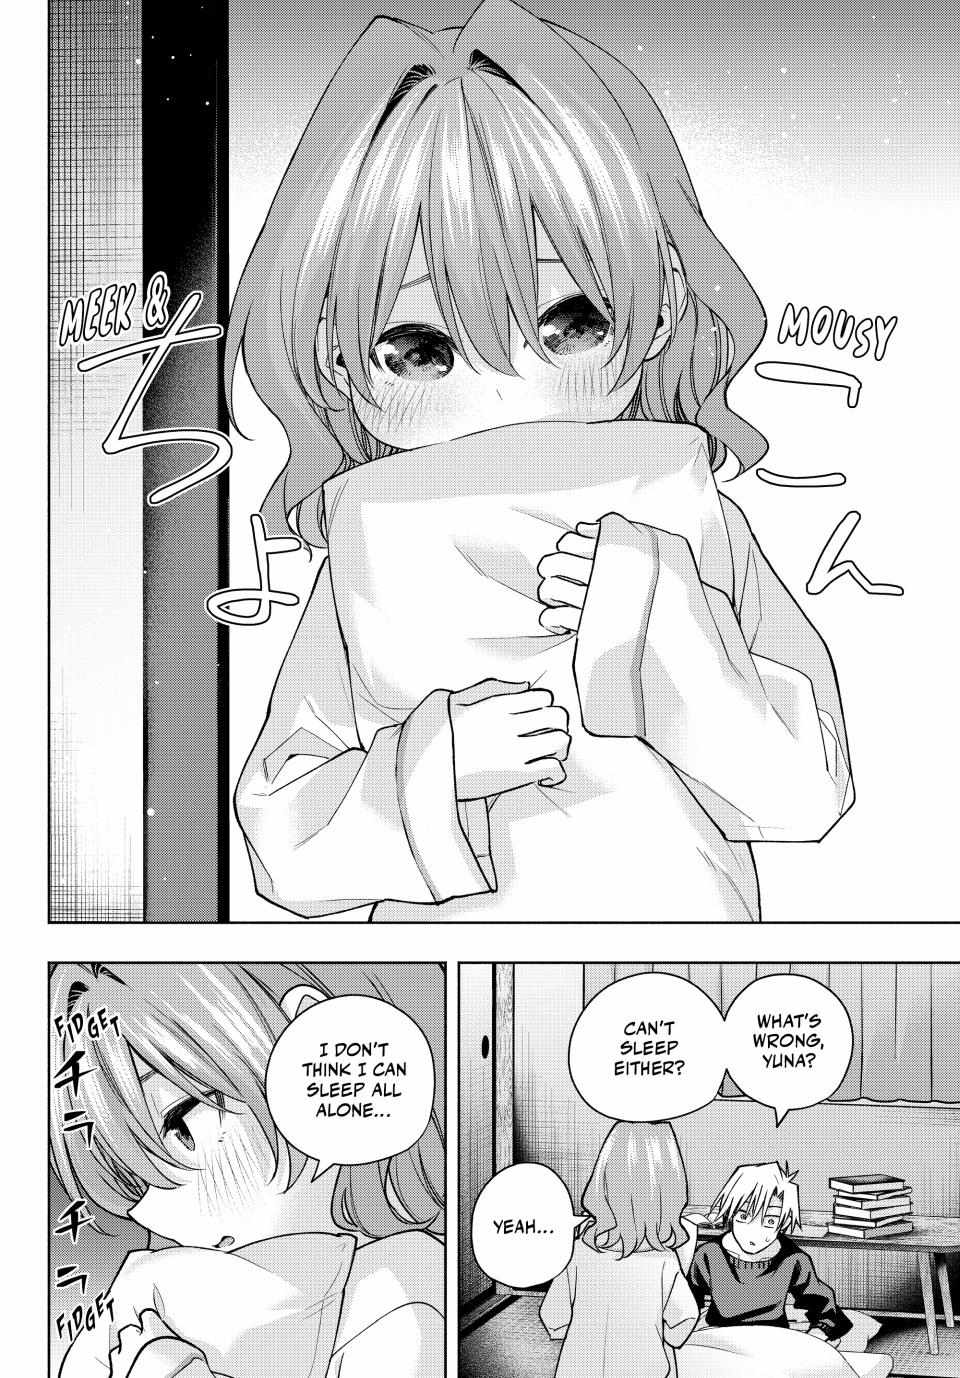 MEEK &
MOUSY
ちょ
こん
WHAT'S
WRONG,
YUNA?
CAN'T
SLEEP
EITHER?
YEAH...
I DON'T
THINK I CAN
SLEEP ALL
ALONE...
FIDGET
チラ
チラ
FIDGET